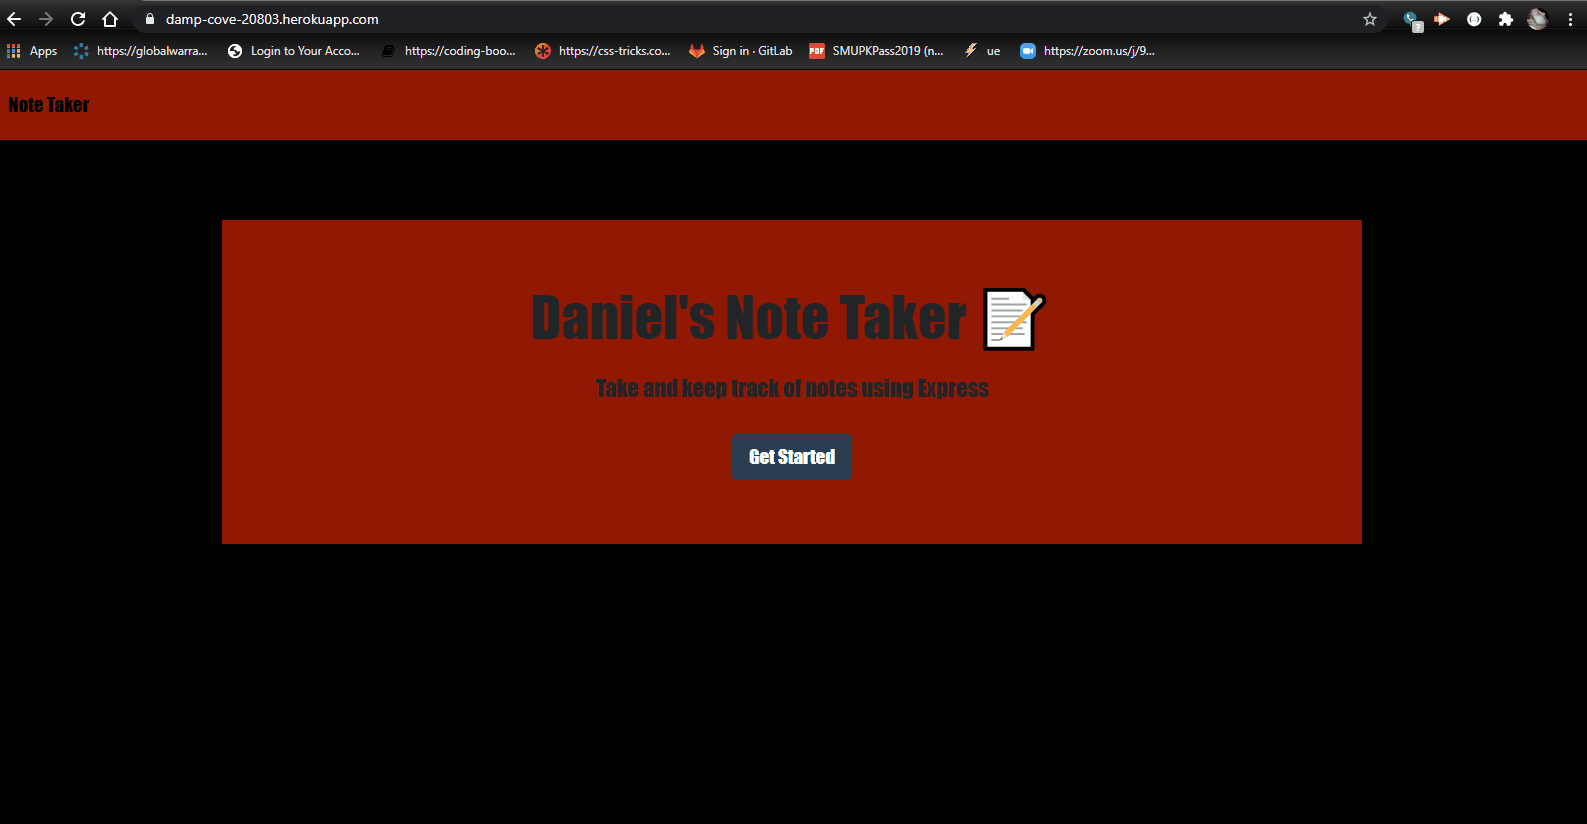 damp-cove-20803.herokuapp.com
Apps https://globalwarra... Login to Your Acco... https://coding-boo... https://css-tricks.co... Sign in · GitLab PDF SMUPKPass2019 (n... ue https://zoom.us/j/9...
Note Taker
Daniel's Note Taker
Take and keep track of notes using Express
Get Started